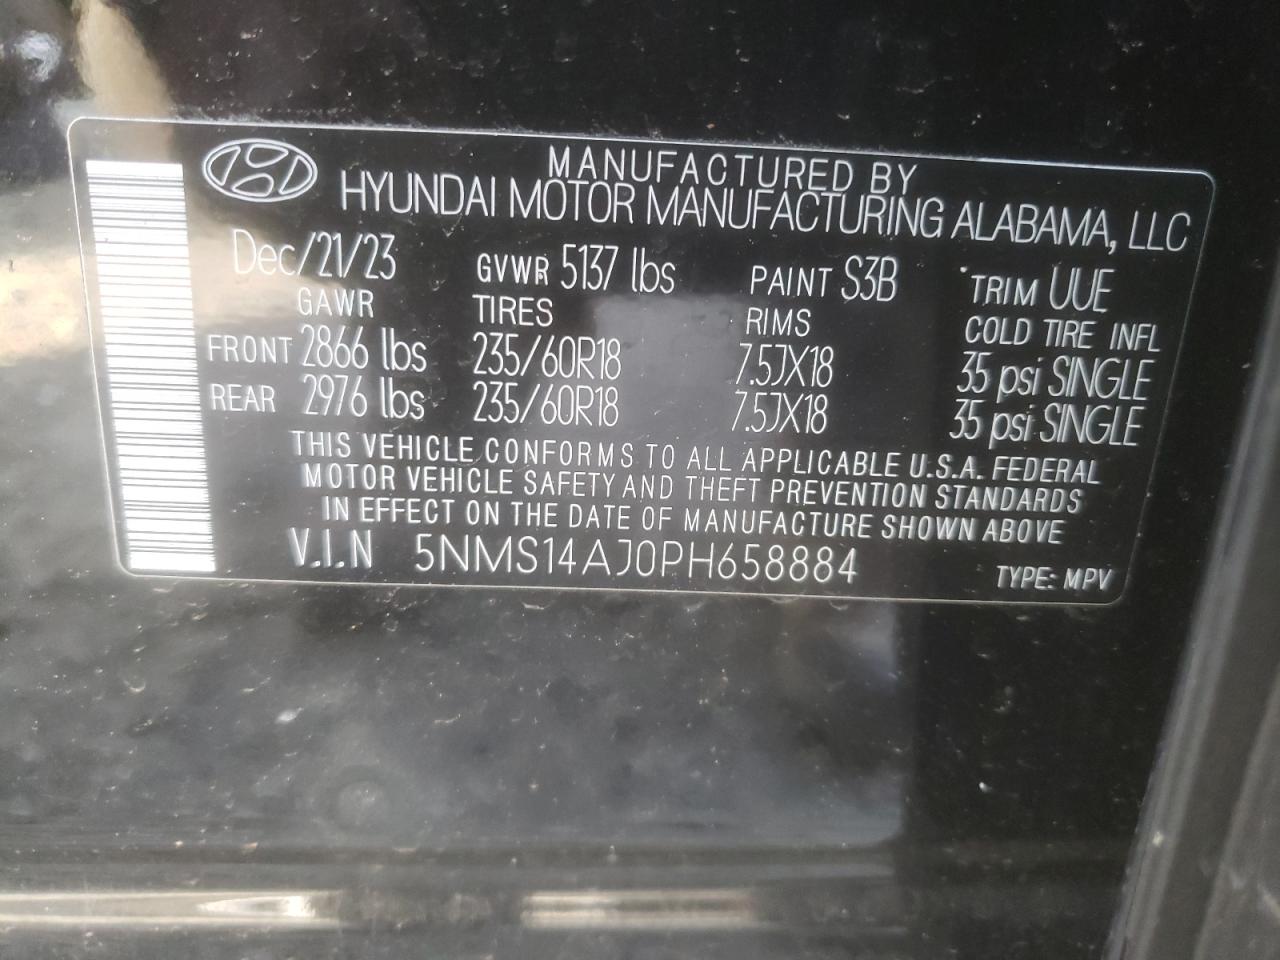 MANUFACTURED BY
HYUNDAI MOTOR MANUFACTURING ALABAMA, LLC
Dec/21/23 GVWR 5137 lbs PAINT S3B TRIM UUE
GAWR TIRES RIMS COLD TIRE INFL
FRONT 2866 lbs 235/60R18 7.5JX18 35 psi SINGLE
REAR 2976 lbs 235/60R18 7.5JX18 35 psi SINGLE
THIS VEHICLE CONFORMS TO ALL APPLICABLE U.S.A. FEDERAL
MOTOR VEHICLE SAFETY AND THEFT PREVENTION STANDARDS
IN EFFECT ON THE DATE OF MANUFACTURE SHOWN ABOVE
V.I.N 5NMS14AJ0PH658884 TYPE: MPV